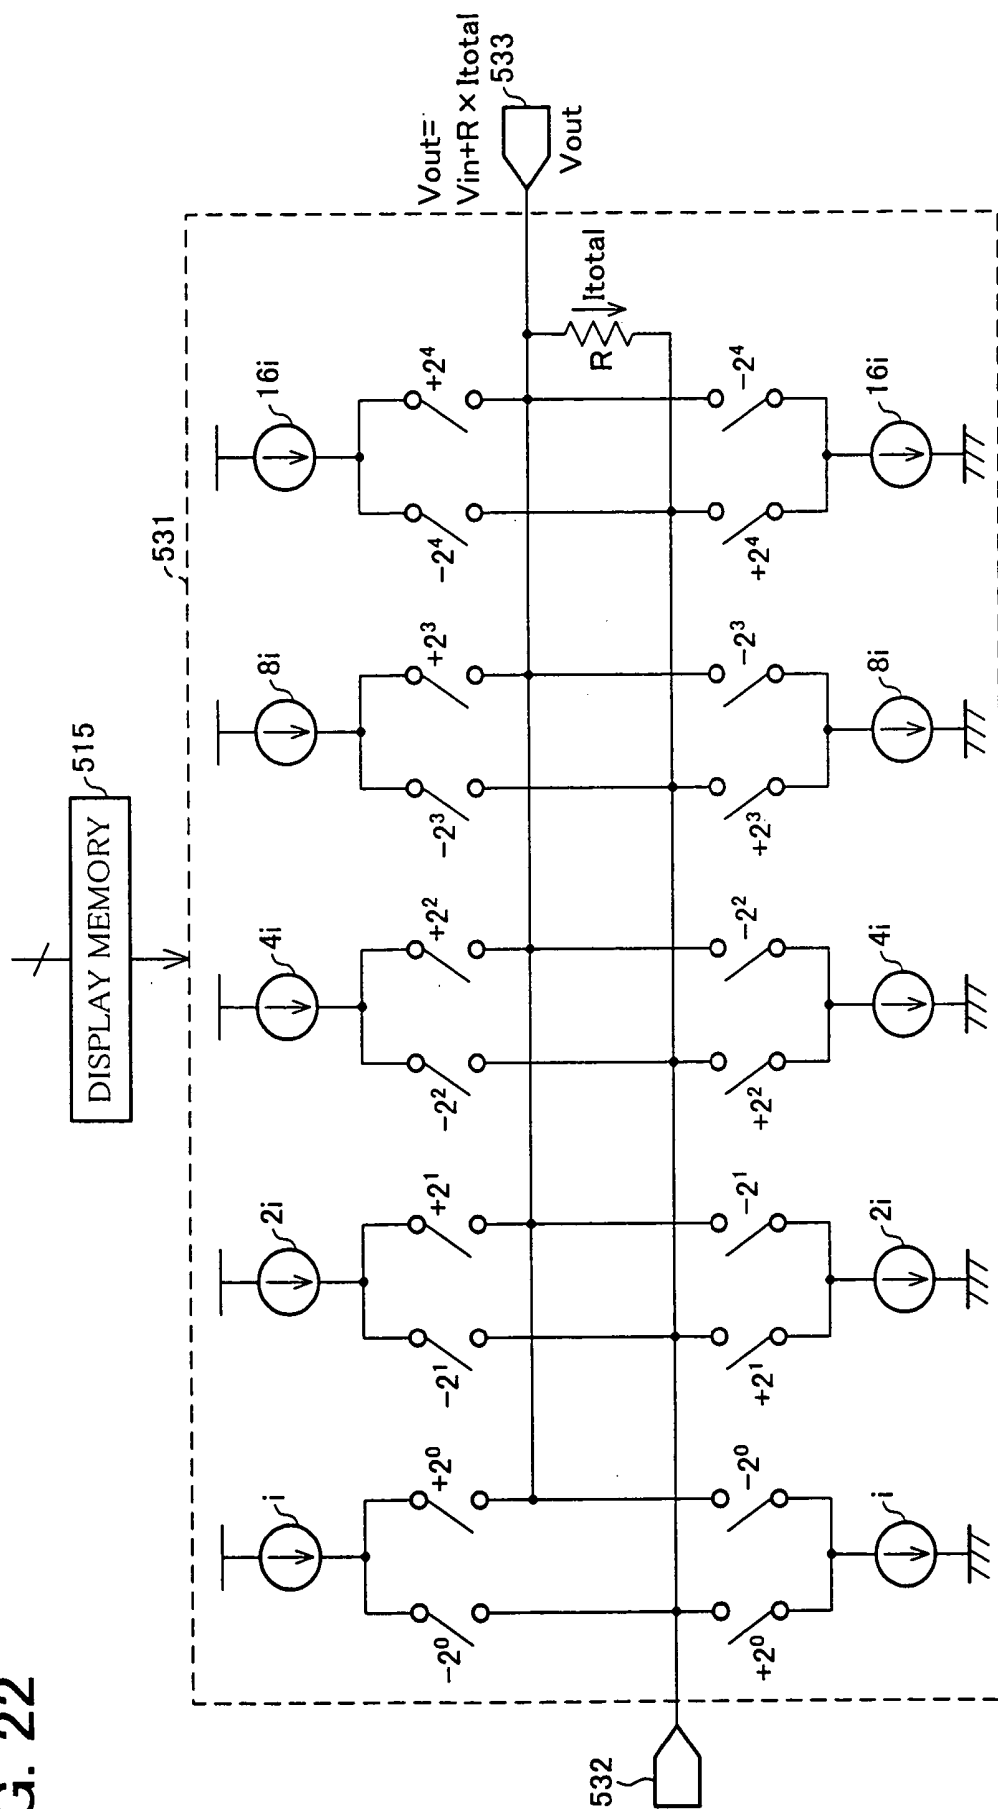 G. 22
DISPLAY MEMORY
515
531
i
2i
4i
8i
16i
−2⁰
+2⁰
−2¹
+2¹
−2²
+2²
−2³
+2³
−2⁴
+2⁴
Vout=
Vin+R × Itotal
533
Vout
R
Itotal
532
+2⁰
−2⁰
+2¹
−2¹
+2²
−2²
+2³
−2³
+2⁴
−2⁴
i
2i
4i
8i
16i